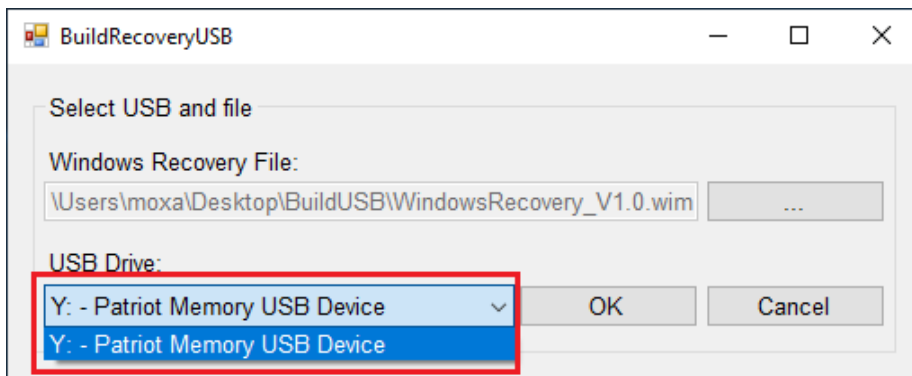 BuildRecoveryUSB
Select USB and file
Windows Recovery File:
\Users\moxa\Desktop\BuildUSB\WindowsRecovery_V1.0.wim ...
USB Drive:
Y: - Patriot Memory USB Device OK Cancel
Y: - Patriot Memory USB Device